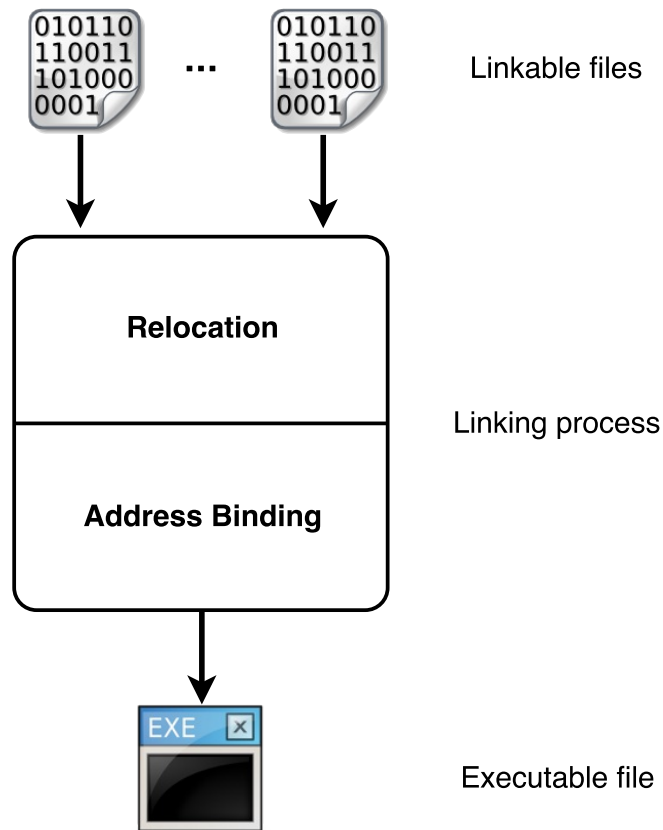 010110
110011
101000
0001
...
010110
110011
101000
0001
Linkable files
Relocation
Linking process
Address Binding
EXE
Executable file